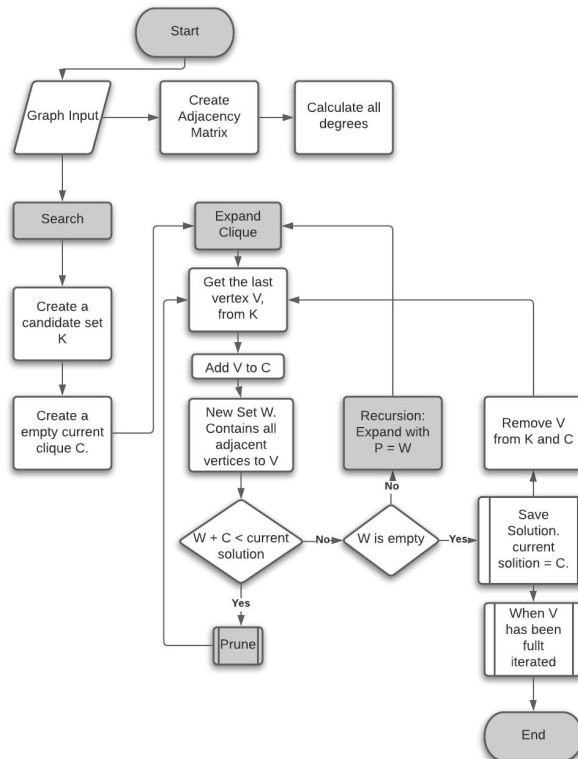 Start
Graph Input
Create
Adjacency
Matrix
Calculate all
degrees
Search
Expand
Clique
Create a
candidate set
K
Get the last
vertex V,
from K
Add V to C
Create a
empty current
clique C.
New Set W.
Contains all
adjacent
vertices to V
Recursion:
Expand with
P = W
Remove V
from K and C
No
W + C < current
solution
No
W is empty
Yes
Save
Solution.
current
solition = C.
Yes
Prune
When V
has been
fullt
iterated
End